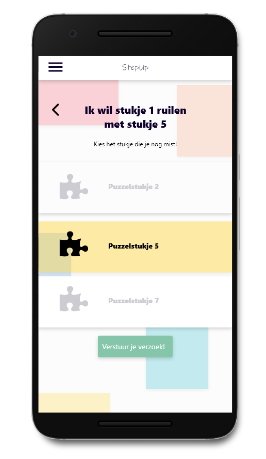 ShopUp
Ik wil stukje 1 ruilen
met stukje 5
Kies het stukje die je nog mist!
Puzzelstukje 2
Puzzelstukje 5
Puzzelstukje 7
Verstuur je verzoek!